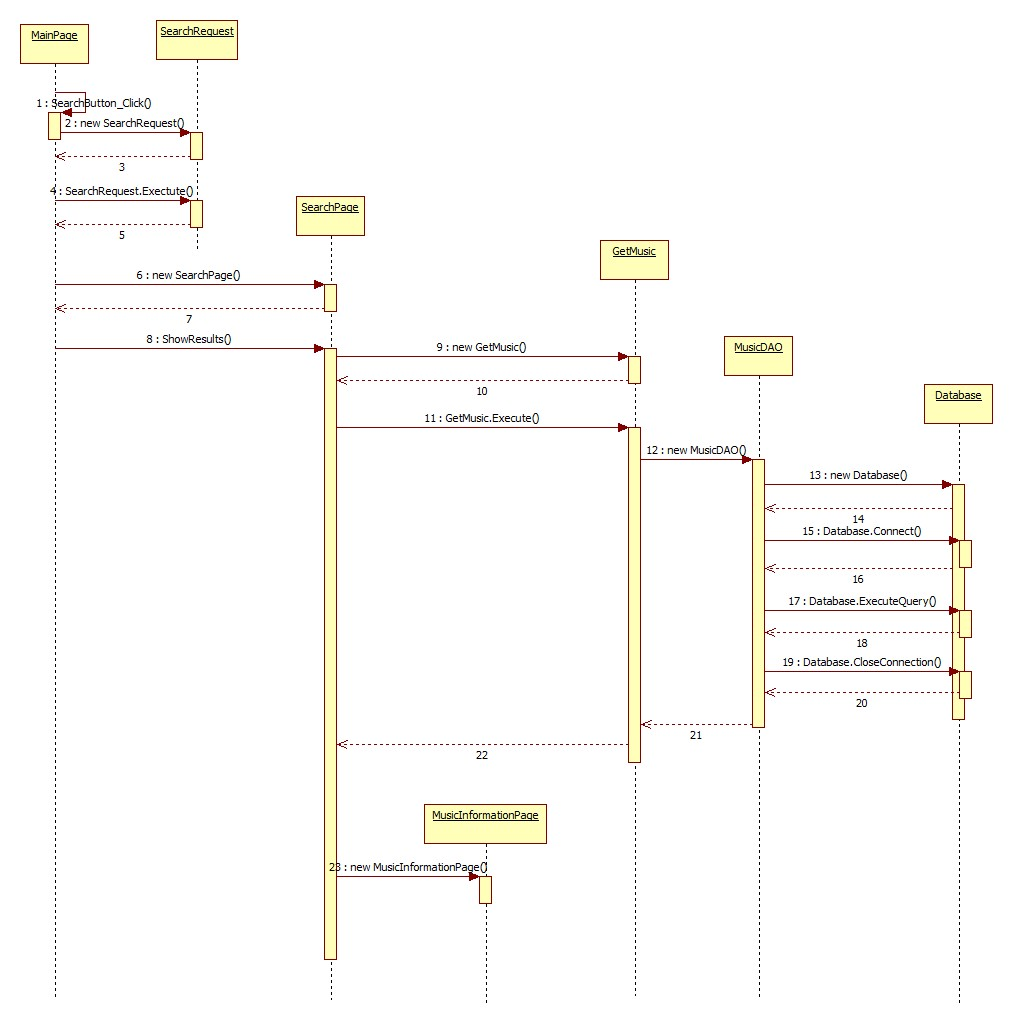 MainPage
SearchRequest
1 : SearchButton_Click()
2 : new SearchRequest()
3
4 : SearchRequest.Exectute()
SearchPage
5
GetMusic
6 : new SearchPage()
7
8 : ShowResults()
9 : new GetMusic()
MusicDAO
10
Database
11 : GetMusic.Execute()
12 : new MusicDAO()
13 : new Database()
14
15 : Database.Connect()
16
17 : Database.ExecuteQuery()
18
19 : Database.CloseConnection()
20
21
22
MusicInformationPage
23 : new MusicInformationPage()